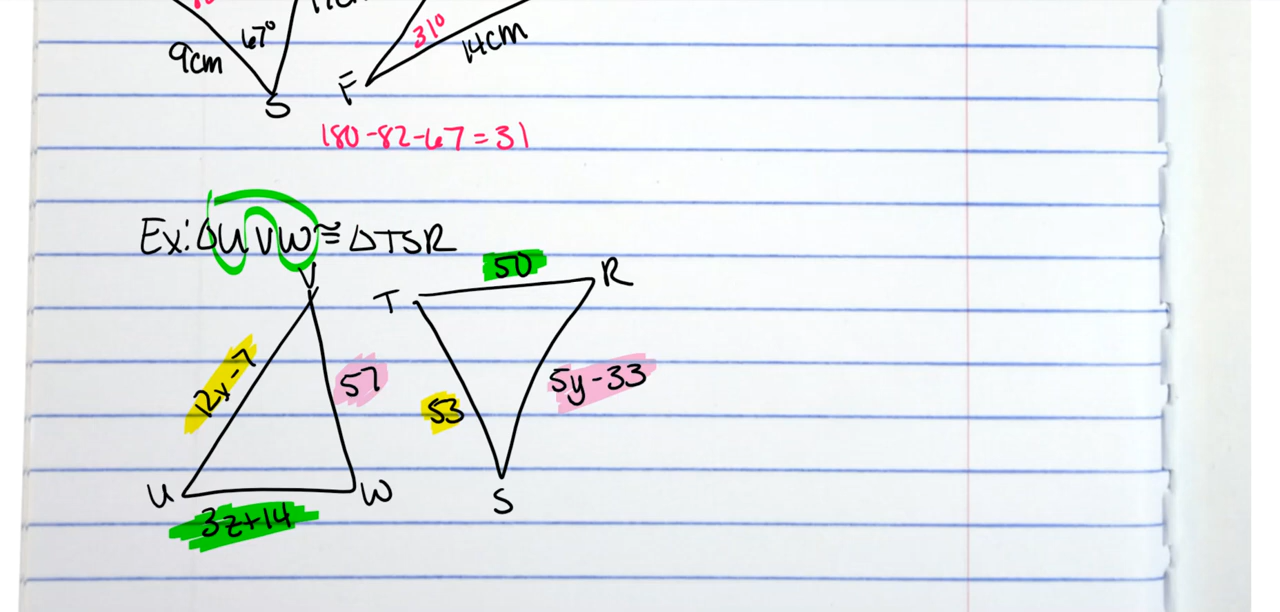 9cm
67°
S
31°
14cm
F
180-82-67=31
Ex: △UVW ≅ △TSR
V
T
50
R
12x-7
57
53
5y-33
U
W
S
3z+14